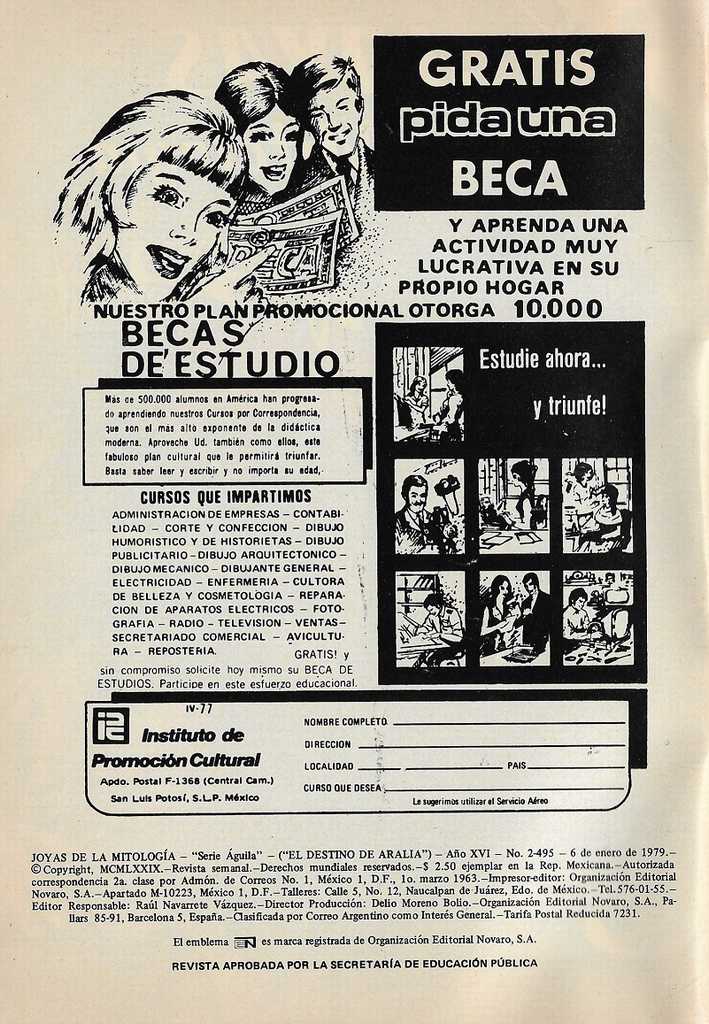 GRATIS
pida una
BECA
Y APRENDA UNA
ACTIVIDAD MUY
LUCRATIVA EN SU
PROPIO HOGAR
NUESTRO PLAN PROMOCIONAL OTORGA 10.000
BECAS
DE ESTUDIO
Más de 500.000 alumnos en América han progresa-
do aprendiendo nuestros Cursos por Correspondencia,
que son el más alto exponente de la didáctica
moderna. Aproveche Ud. también como ellos, este
fabuloso plan cultural que le permitirá triunfar.
Basta saber leer y escribir y no importa su edad,
Estudie ahora...
y triunfe!
CURSOS QUE IMPARTIMOS
ADMINISTRACION DE EMPRESAS – CONTABI-
LIDAD – CORTE Y CONFECCION – DIBUJO
HUMORISTICO Y DE HISTORIETAS – DIBUJO
PUBLICITARIO – DIBUJO ARQUITECTONICO –
DIBUJO MECANICO – DIBUJANTE GENERAL –
ELECTRICIDAD – ENFERMERIA – CULTORA
DE BELLEZA Y COSMETOLOGIA – REPARA-
CION DE APARATOS ELECTRICOS – FOTO-
GRAFIA – RADIO – TELEVISION – VENTAS–
SECRETARIADO COMERCIAL – AVICULTU-
RA – REPOSTERIA.
GRATIS! y
sin compromiso solicite hoy mismo su BECA DE
ESTUDIOS. Participe en este esfuerzo educacional.
IV-77
Instituto de
Promoción Cultural
Apdo. Postal F-1368 (Central Cam.)
San Luis Potosí, S.L.P. México
NOMBRE COMPLETO
DIRECCION
LOCALIDAD PAIS
CURSO QUE DESEA
Le sugerimos utilizar el Servicio Aéreo
JOYAS DE LA MITOLOGÍA – "Serie Águila" – ("EL DESTINO DE ARALIA") – Año XVI – No. 2-495 – 6 de enero de 1979.–
© Copyright, MCMLXXIX.–Revista semanal.–Derechos mundiales reservados.–$ 2.50 ejemplar en la Rep. Mexicana.–Autorizada
correspondencia 2a. clase por Admón. de Correos No. 1, México 1, D.F., 1o. marzo 1963.–Impresor-editor: Organización Editorial
Novaro, S.A.–Apartado M-10223, México 1, D.F.–Talleres: Calle 5, No. 12, Naucalpan de Juárez, Edo. de México.–Tel.576-01-55.–
Editor Responsable: Raúl Navarrete Vázquez.–Director Producción: Delio Moreno Bolio.–Organización Editorial Novaro, S.A., Pa-
llars 85-91, Barcelona 5, España.–Clasificada por Correo Argentino como Interés General.–Tarifa Postal Reducida 7231.
El emblema EN es marca registrada de Organización Editorial Novaro, S.A.
REVISTA APROBADA POR LA SECRETARÍA DE EDUCACIÓN PÚBLICA